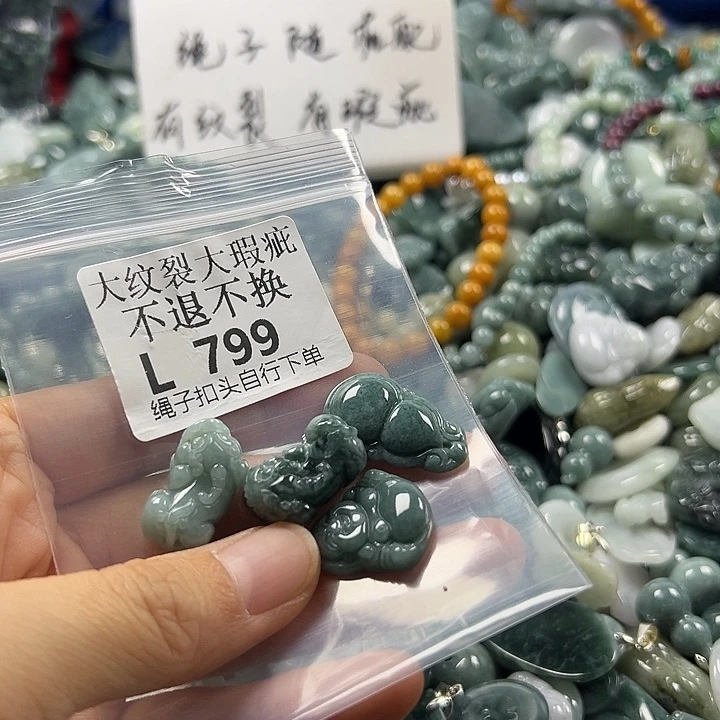 绳子随机配
有纹裂 有瑕疵
大纹裂大瑕疵
不退不换
L 799
绳子扣头自行下单